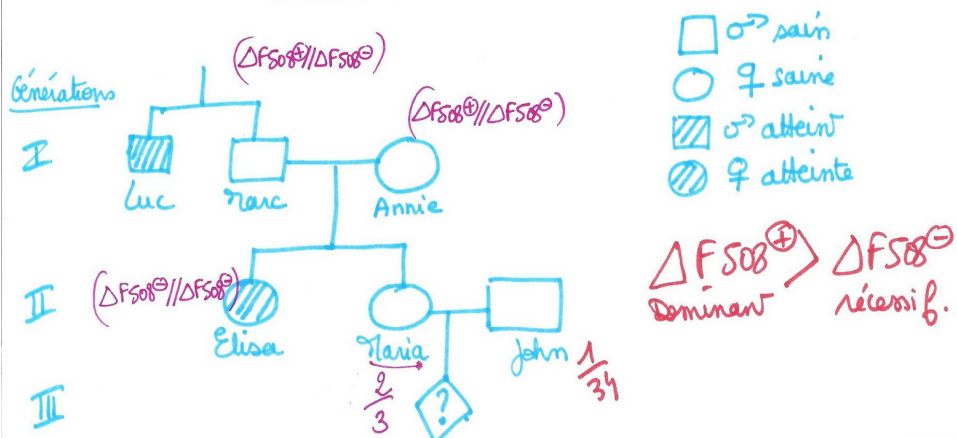 (ΔF508⊕//ΔF508⊖)
♂ sain
Générations
♀ saine
(ΔF508⊕//ΔF508⊖)
♂ atteint
I
♀ atteinte
Luc
Marc
Annie
ΔF508⊕ > ΔF508⊖
Dominant
récessif.
(ΔF508⊖//ΔF508⊖)
II
Elisa
Maria
John
1/34
2/3
III
?